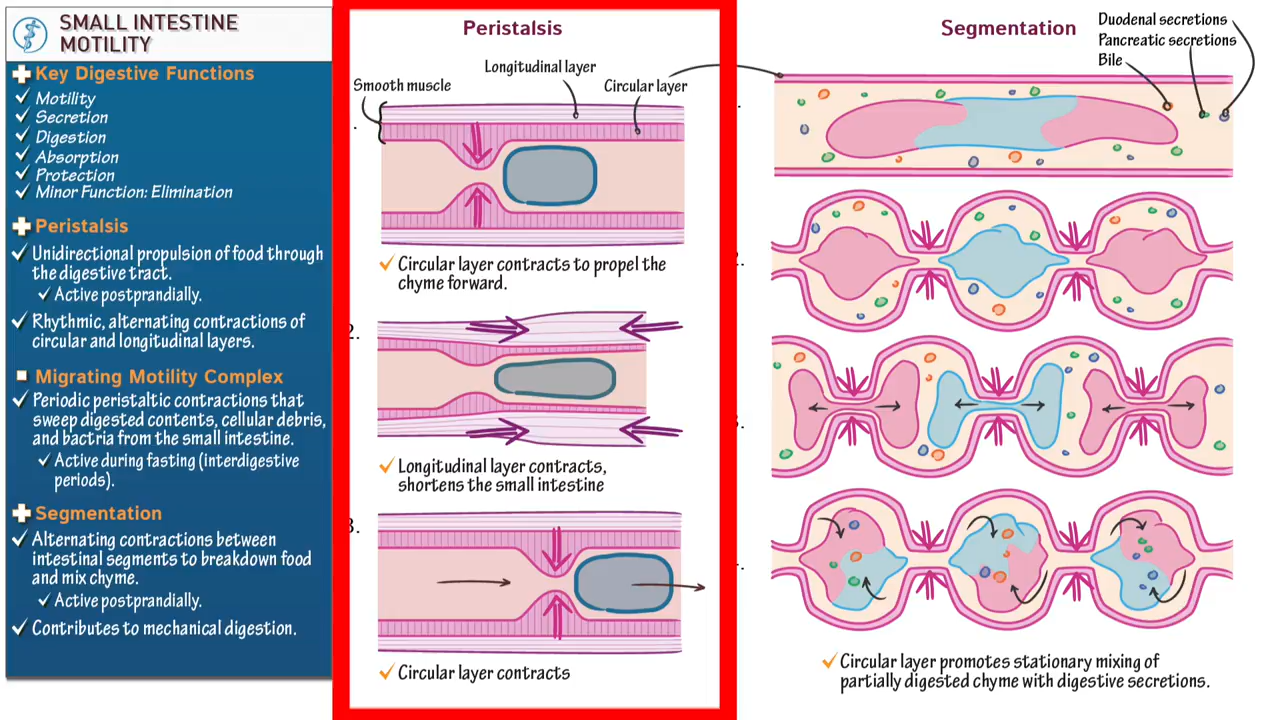 SMALL INTESTINE
MOTILITY
Key Digestive Functions
Motility
Secretion
Digestion
Absorption
Protection
Minor Function: Elimination
Peristalsis
Unidirectional propulsion of food through
the digestive tract.
Active postprandially.
Rhythmic, alternating contractions of
circular and longitudinal layers.
Migrating Motility Complex
Periodic peristaltic contractions that
sweep digested contents, cellular debris,
and bactria from the small intestine.
Active during fasting (interdigestive
periods).
Segmentation
Alternating contractions between
intestinal segments to breakdown food
and mix chyme.
Active postprandially.
Contributes to mechanical digestion.
Peristalsis
Longitudinal layer
Smooth muscle
Circular layer
Circular layer contracts to propel the
chyme forward.
2.
Longitudinal layer contracts,
shortens the small intestine
3.
Circular layer contracts
Segmentation
Duodenal secretions
Pancreatic secretions
Bile
2.
3.
Circular layer promotes stationary mixing of
partially digested chyme with digestive secretions.